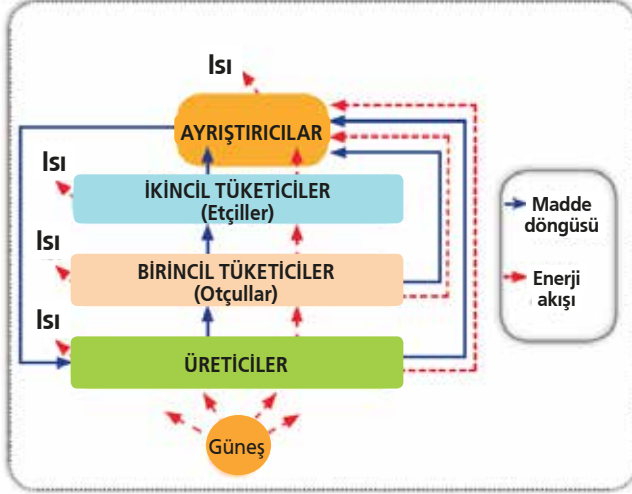 Isı
AYRIŞTIRICILAR
Isı
İKİNCİL TÜKETİCİLER
(Etçiller)
Isı
BİRİNCİL TÜKETİCİLER
(Otçullar)
Isı
ÜRETİCİLER
Güneş
Madde
döngüsü
Enerji
akışı